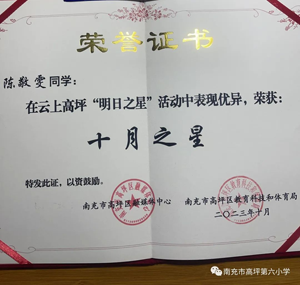 荣誉证书
陈敬雯同学：
在云上高坪“明日之星”活动中表现优异，荣获：
十月之星
特发此证，以资鼓励。
南充市高坪区融媒体中心 南充市高坪区教育科技和体育局
二〇二三年十月
南充市高坪第六小学